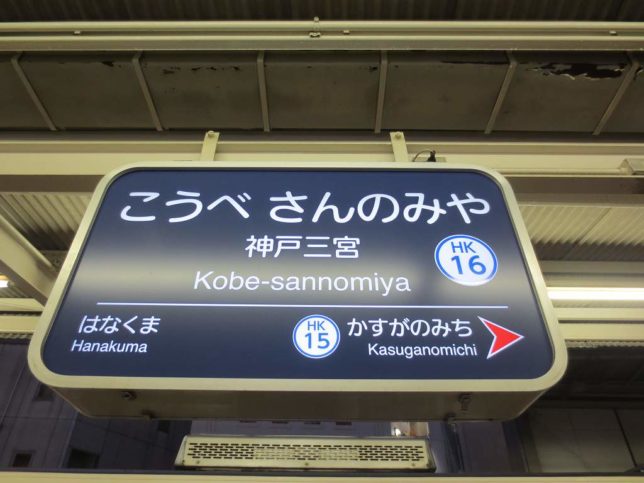 こうべ さんのみや
神戸三宮
HK
16
Kobe-sannomiya
はなくま
Hanakuma
HK
15
かすがのみち
Kasuganomichi